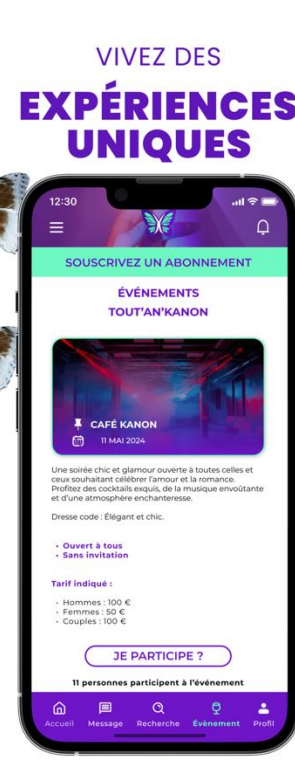 VIVEZ DES
EXPÉRIENCES
UNIQUES
12:30
SOUSCRIVEZ UN ABONNEMENT
ÉVÉNEMENTS
TOUT'AN'KANON
CAFÉ KANON
11 MAI 2024
Une soirée chic et glamour ouverte à toutes celles et
ceux souhaitant célébrer l'amour et la romance.
Profitez des cocktails exquis, de la musique envoûtante
et d'une atmosphère enchanteresse.
Dresse code : Élégant et chic.
• Ouvert à tous
• Sans invitation
Tarif indiqué :
• Hommes : 100 €
• Femmes : 50 €
• Couples : 100 €
JE PARTICIPE ?
11 personnes participent à l'événement
Accueil Message Recherche Évènement Profil